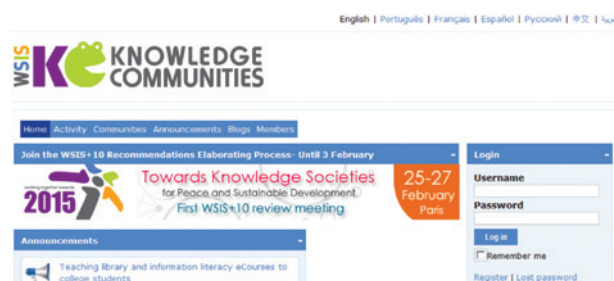 English | Português | Français | Español | Русский | 中文 |
WSIS KC KNOWLEDGE
COMMUNITIES
Home Activity Communities Announcements Blogs Members
Join the WSIS+10 Recommendations Elaborating Process- Until 3 February
Towards Knowledge Societies
for Peace and Sustainable Development
First WSIS+10 review meeting
2015
25-27
February
Paris
Login
Username
Password
Log in
Remember me
Register | Lost password
Announcements
Teaching library and information literacy eCourses to
college students